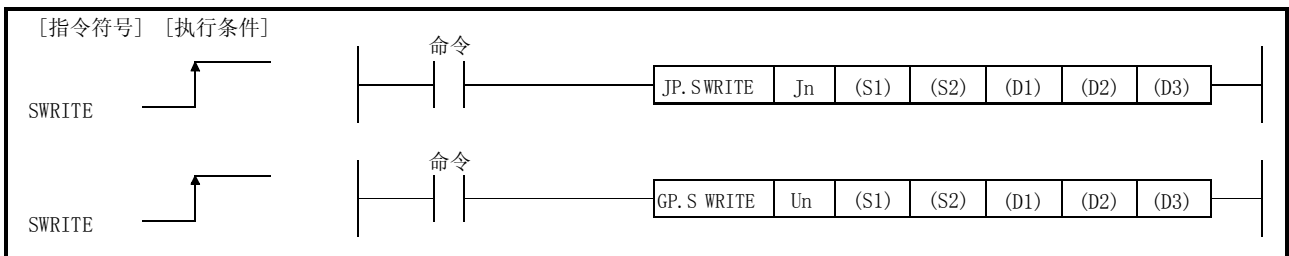 [指令符号] [执行条件]
命令
SWRITE JP.SWRITE Jn (S1) (S2) (D1) (D2) (D3)
命令
SWRITE GP.S WRITE Un (S1) (S2) (D1) (D2) (D3)